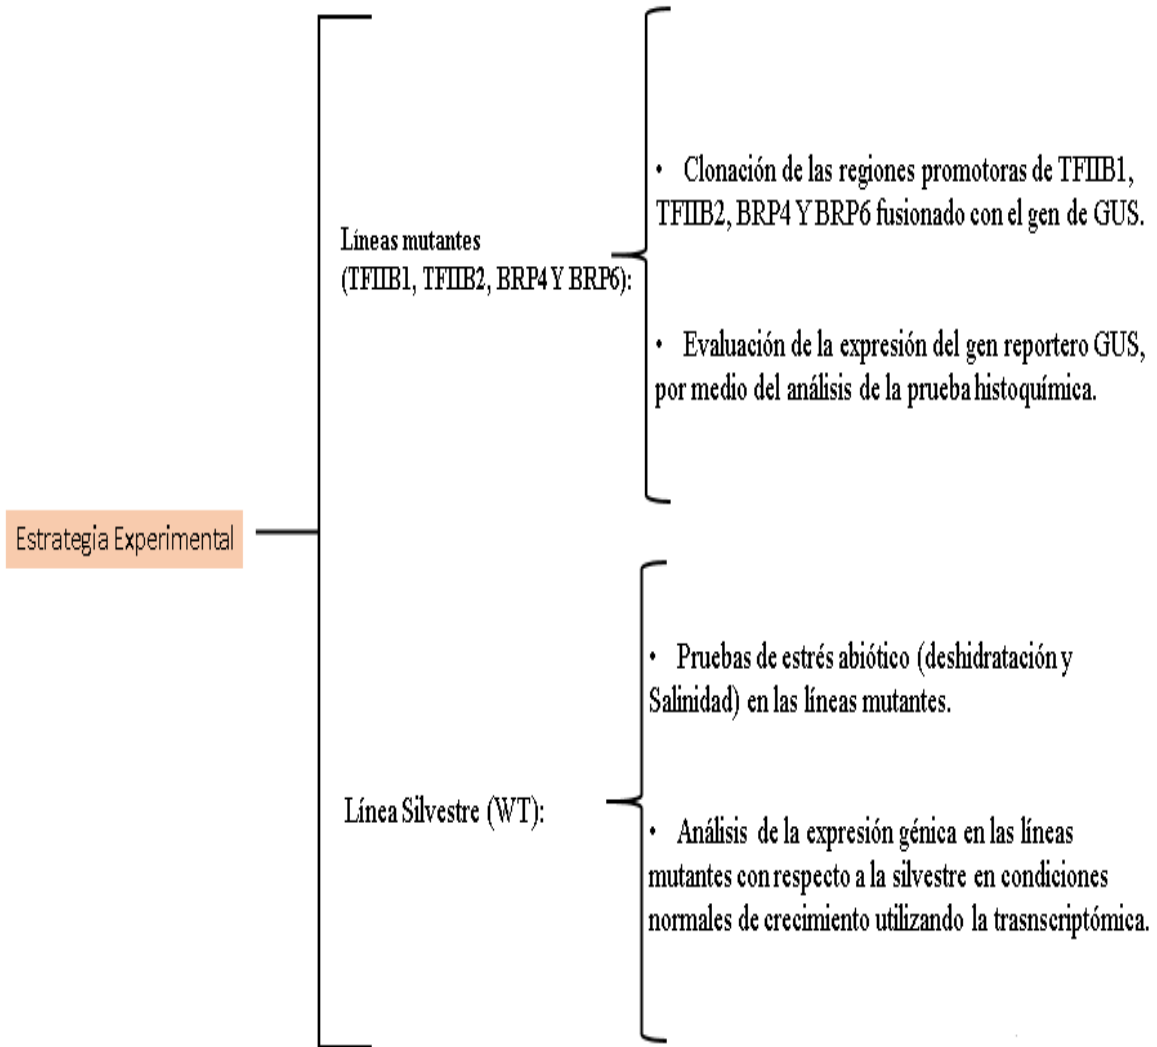 Estrategia Experimental
Líneas mutantes
(TFIIB1, TFIIB2, BRP4 Y BRP6):
• Clonación de las regiones promotoras de TFIIB1,
TFIIB2, BRP4 Y BRP6 fusionado con el gen de GUS.
• Evaluación de la expresión del gen reportero GUS,
por medio del análisis de la prueba histoquímica.
Línea Silvestre (WT):
• Pruebas de estrés abiótico (deshidratación y
Salinidad) en las líneas mutantes.
• Análisis de la expresión génica en las líneas
mutantes con respecto a la silvestre en condiciones
normales de crecimiento utilizando la trasnscriptómica.